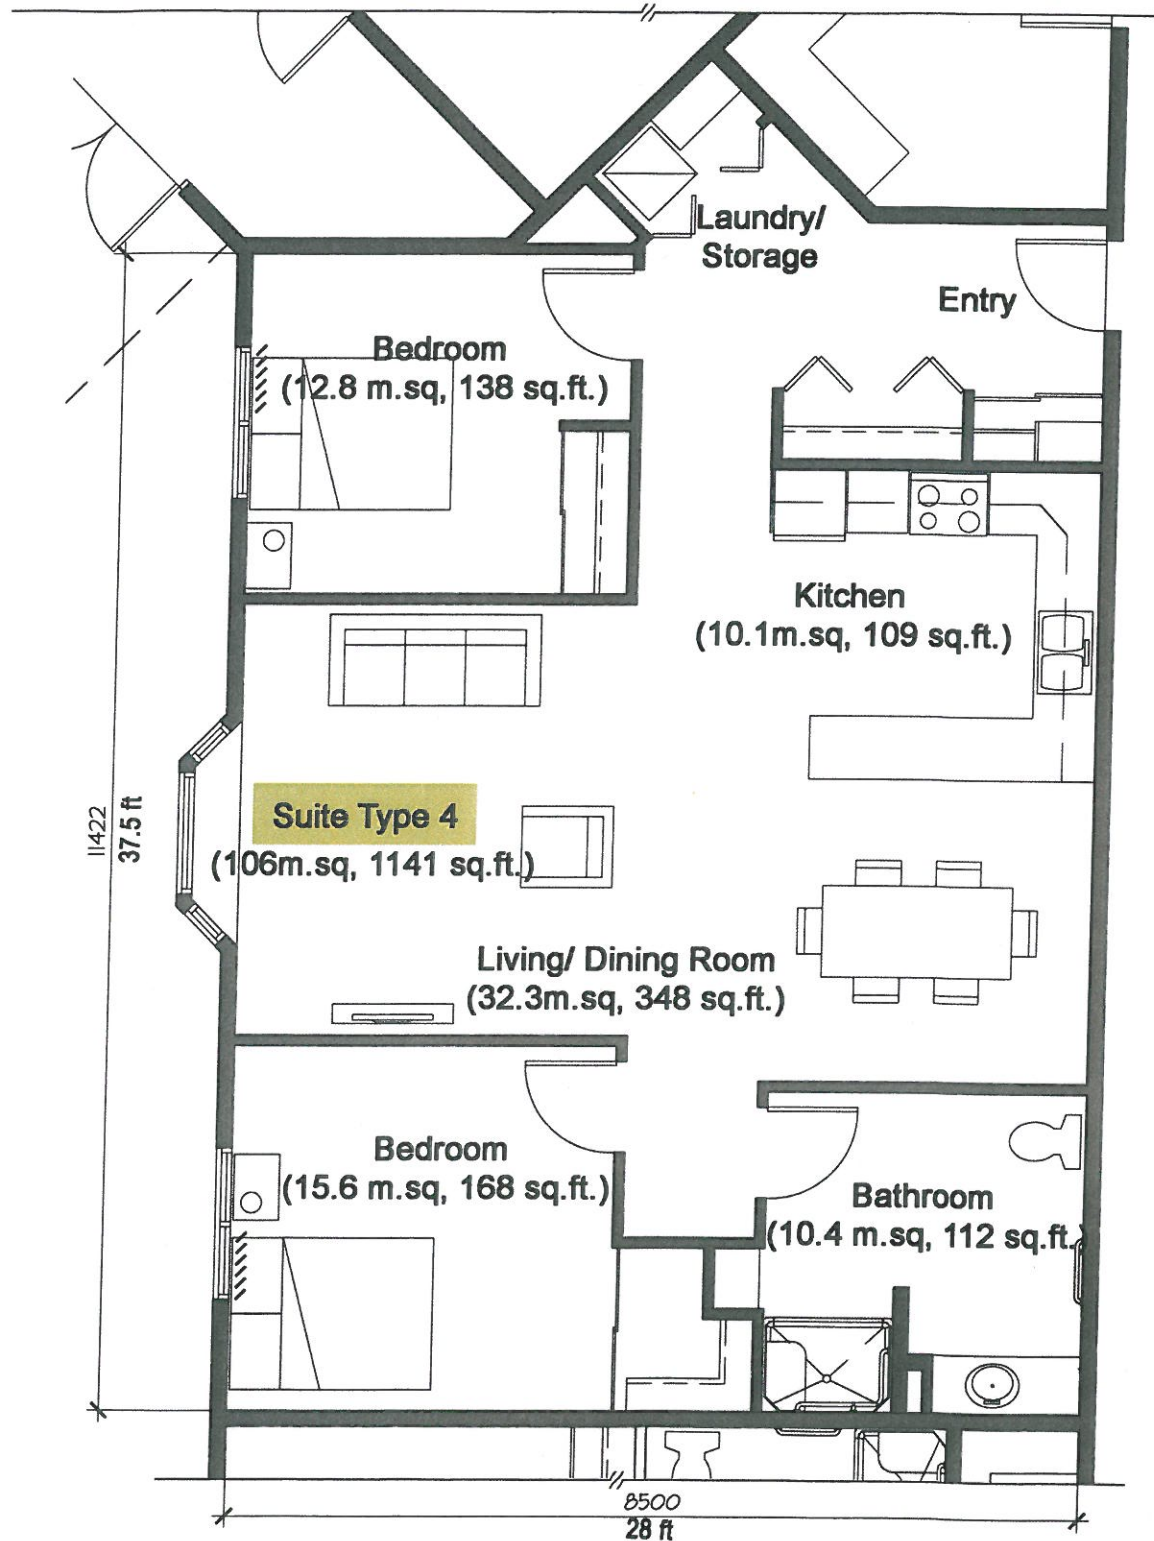 Laundry/
Storage
Entry
Bedroom
(12.8 m.sq, 138 sq.ft.)
Kitchen
(10.1m.sq, 109 sq.ft.)
Suite Type 4
(106m.sq, 1141 sq.ft.)
11422
37.5 ft
Living/ Dining Room
(32.3m.sq, 348 sq.ft.)
Bedroom
(15.6 m.sq, 168 sq.ft.)
Bathroom
(10.4 m.sq, 112 sq.ft.)
8500
28 ft